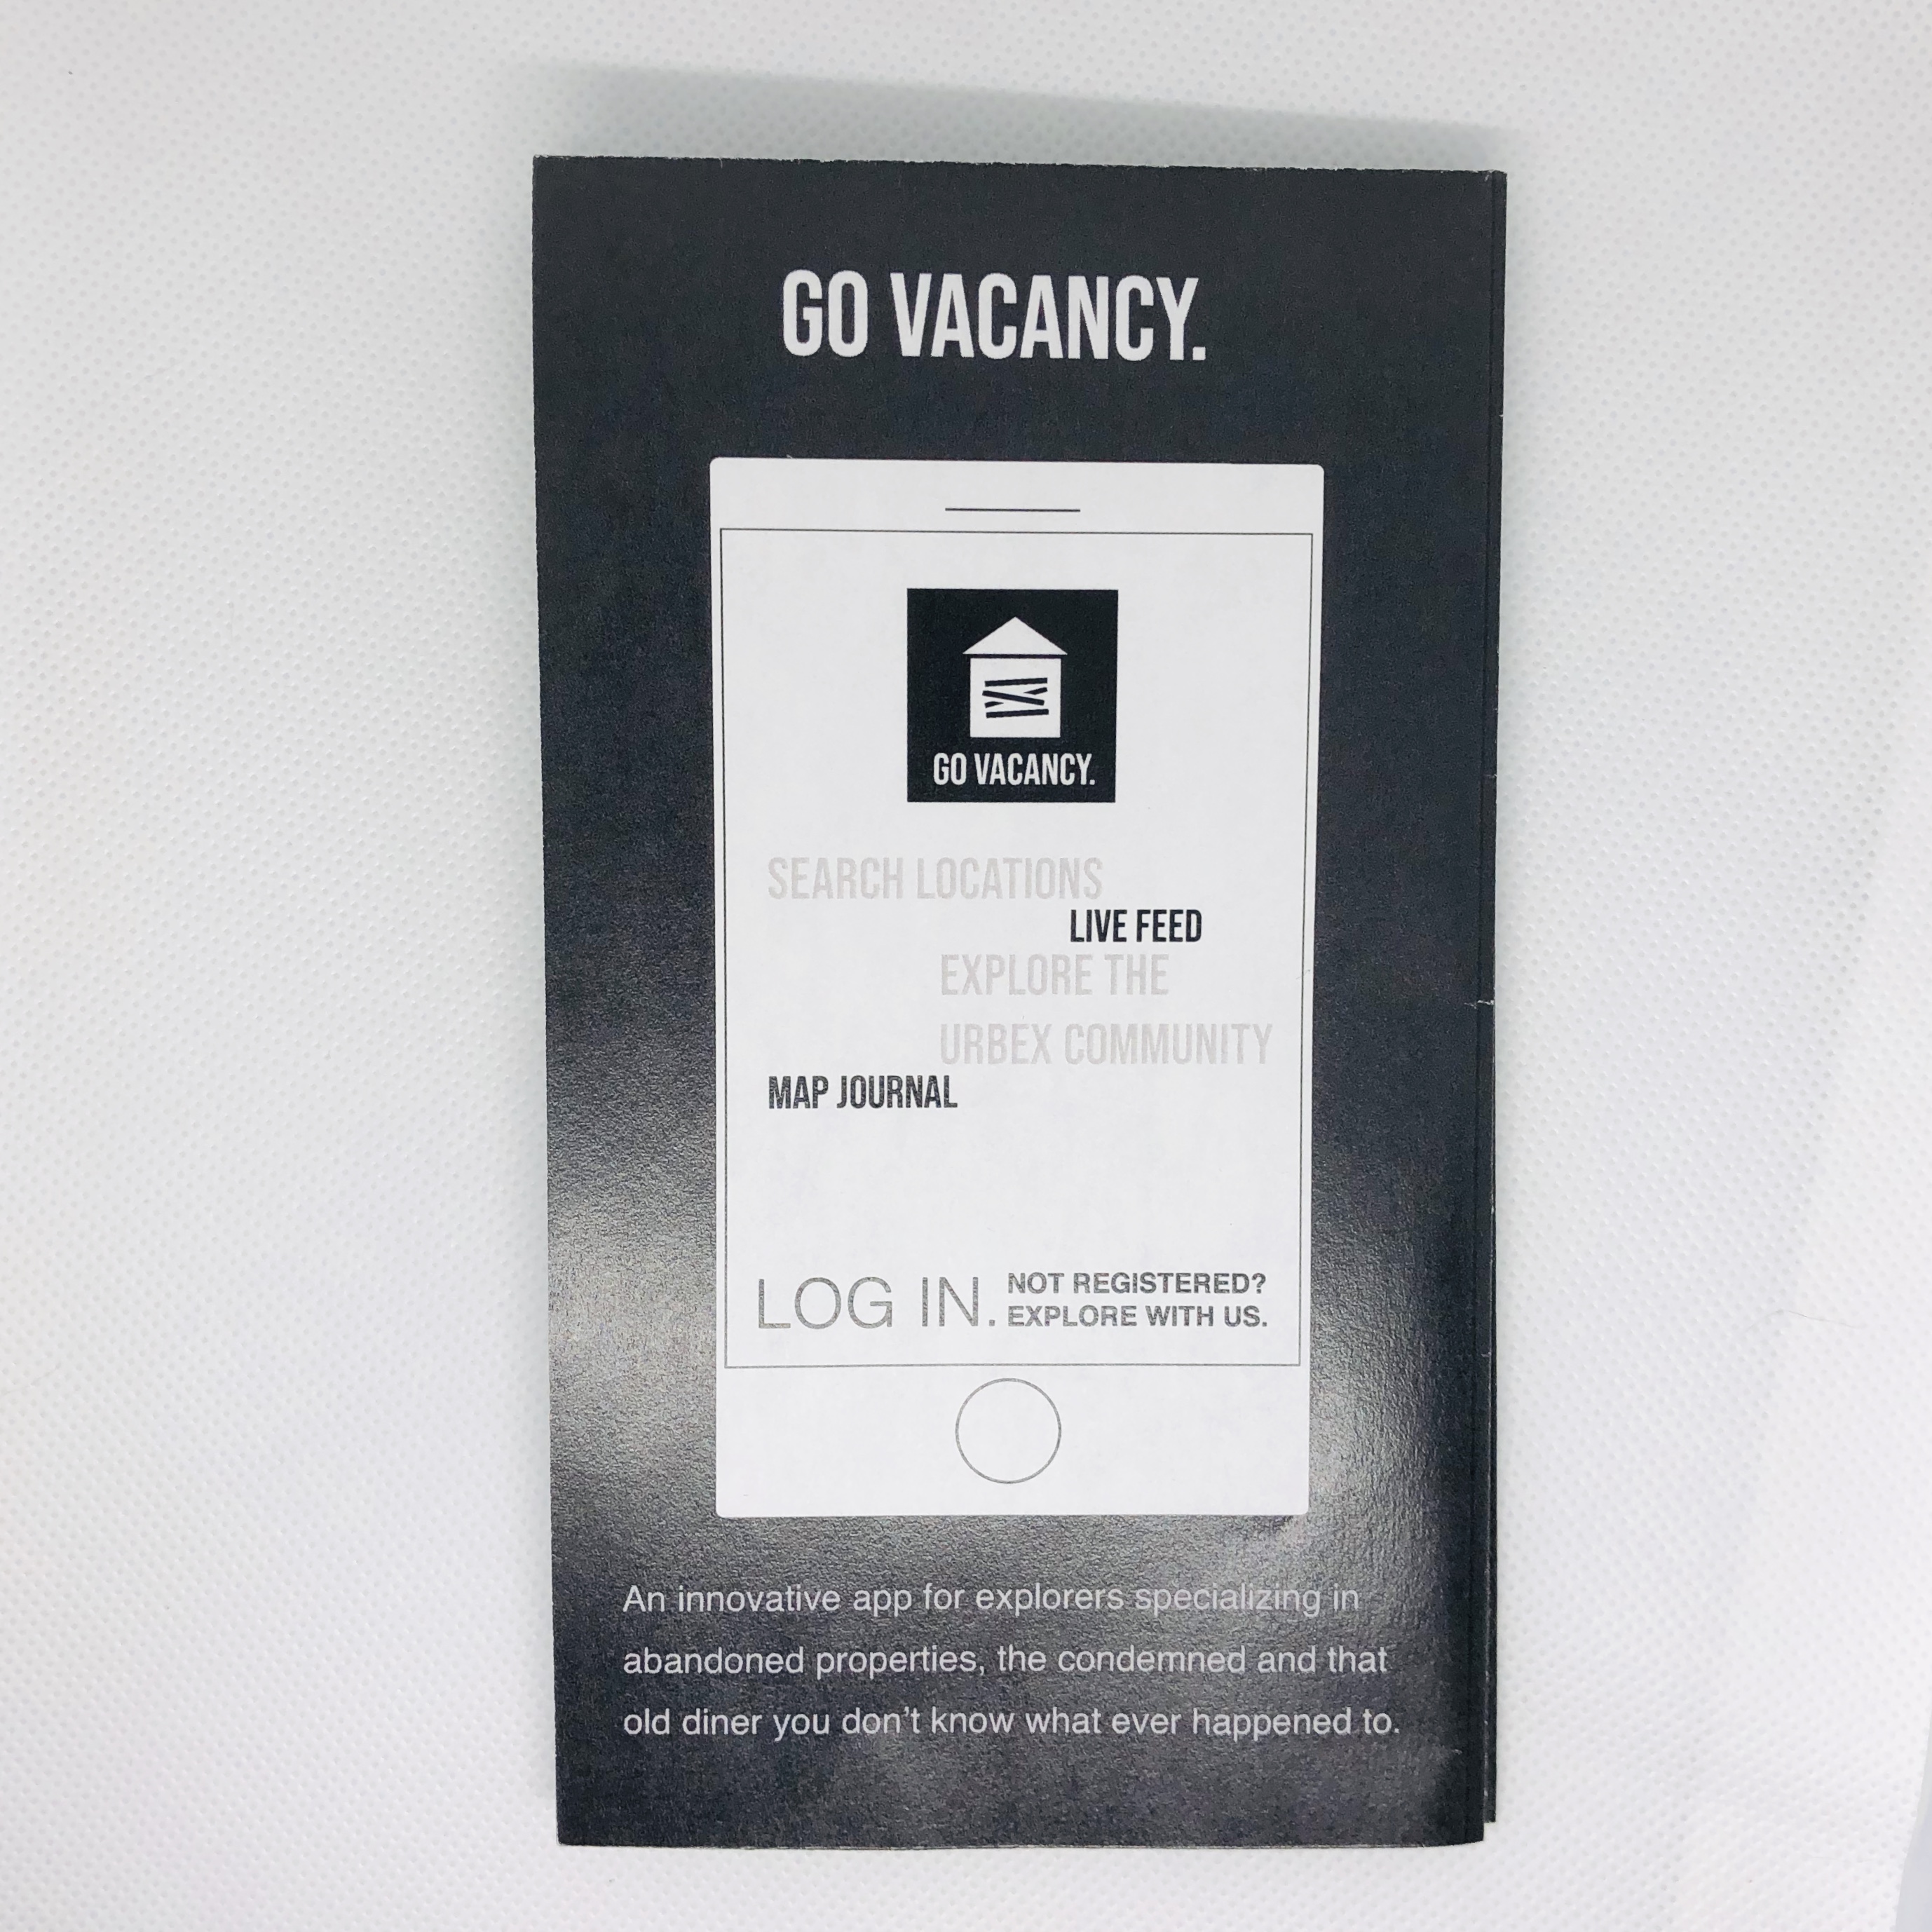 GO VACANCY.
GO VACANCY.
SEARCH LOCATIONS
LIVE FEED
EXPLORE THE
URBEX COMMUNITY
MAP JOURNAL
LOG IN.
NOT REGISTERED?
EXPLORE WITH US.
An innovative app for explorers specializing in
abandoned properties, the condemned and that
old diner you don't know what ever happened to.